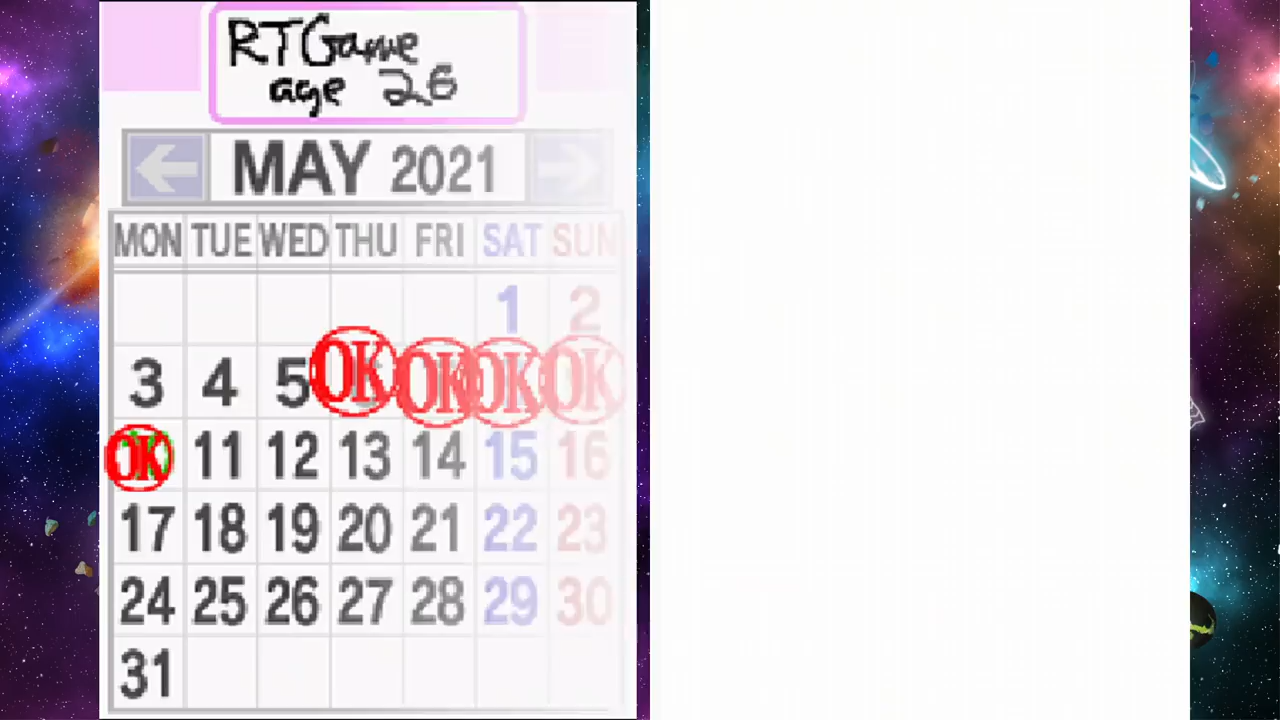 RTGame
age 26
MAY 2021
MON TUE WED THU FRI SAT SUN
1 2
3 4 5 OK OK OK OK
OK 11 12 13 14 15 16
17 18 19 20 21 22 23
24 25 26 27 28 29 30
31